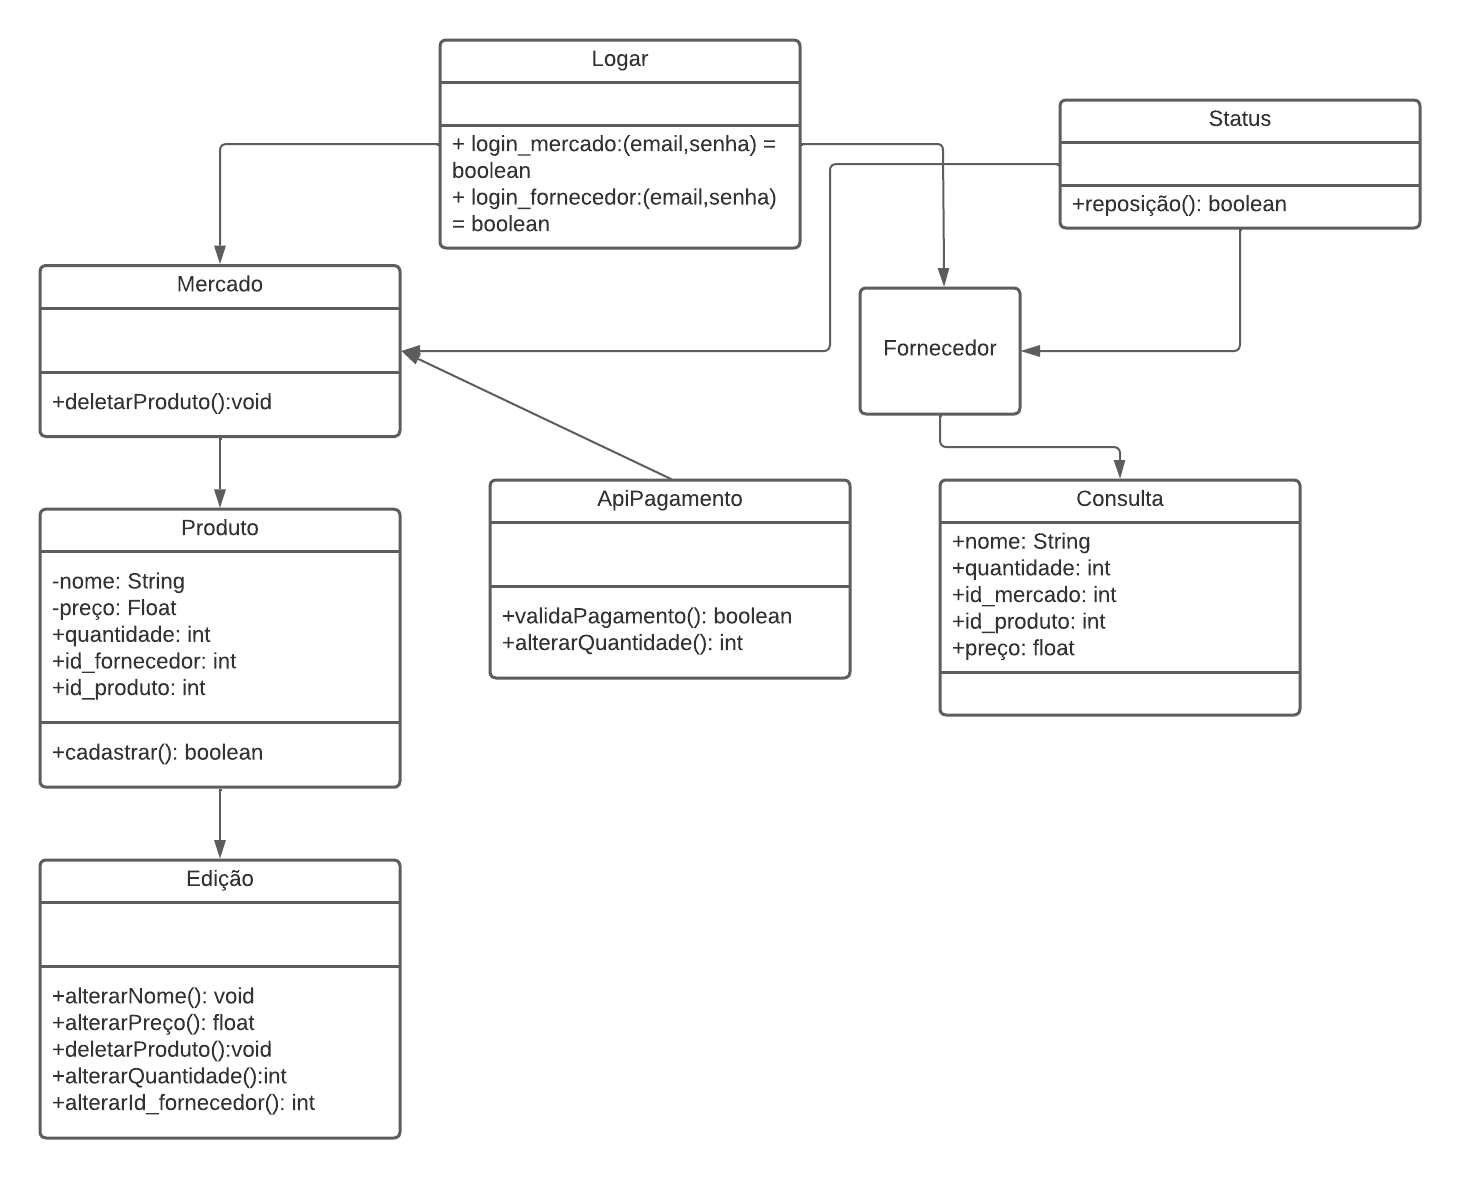 Logar
+ login_mercado:(email,senha) =
boolean
+ login_fornecedor:(email,senha)
= boolean
Status
+reposição(): boolean
Mercado
+deletarProduto():void
Fornecedor
Produto
-nome: String
-preço: Float
+quantidade: int
+id_fornecedor: int
+id_produto: int
+cadastrar(): boolean
ApiPagamento
+validaPagamento(): boolean
+alterarQuantidade(): int
Consulta
+nome: String
+quantidade: int
+id_mercado: int
+id_produto: int
+preço: float
Edição
+alterarNome(): void
+alterarPreço(): float
+deletarProduto():void
+alterarQuantidade():int
+alterarId_fornecedor(): int